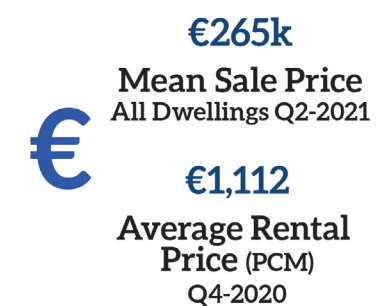 €265k
Mean Sale Price
All Dwellings Q2-2021
€
€1,112
Average Rental
Price (PCM)
Q4-2020